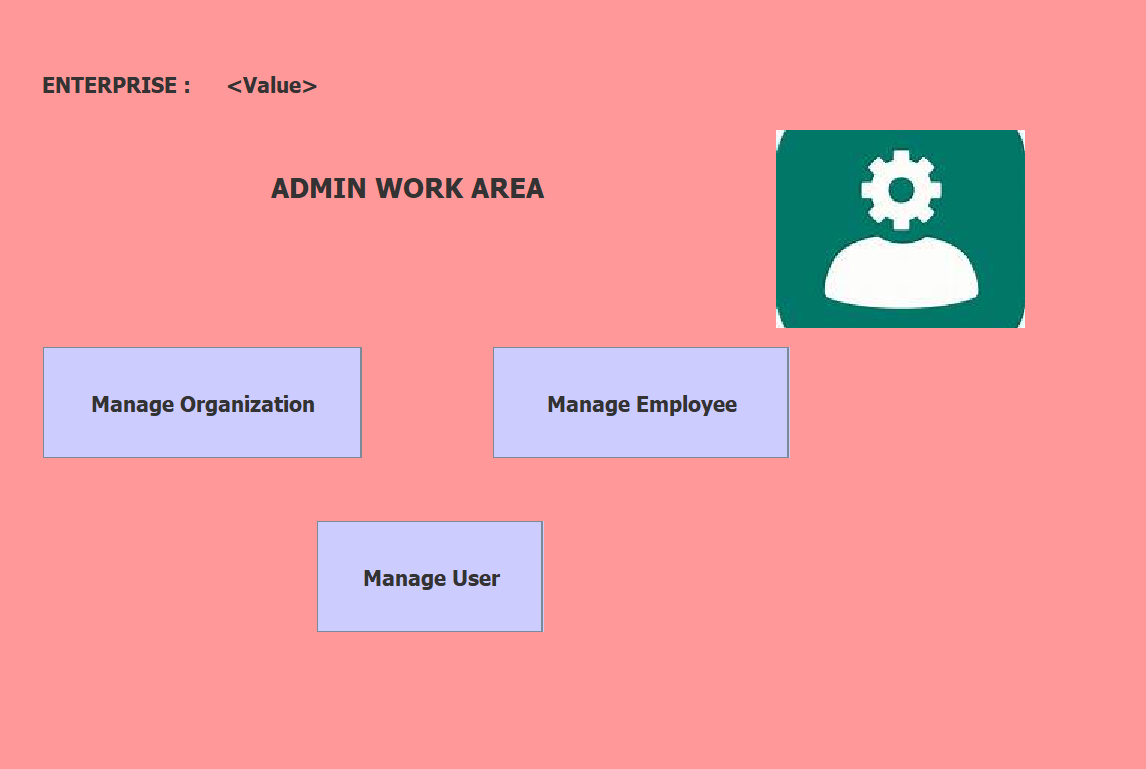 ENTERPRISE : <Value>
ADMIN WORK AREA
Manage Organization
Manage Employee
Manage User